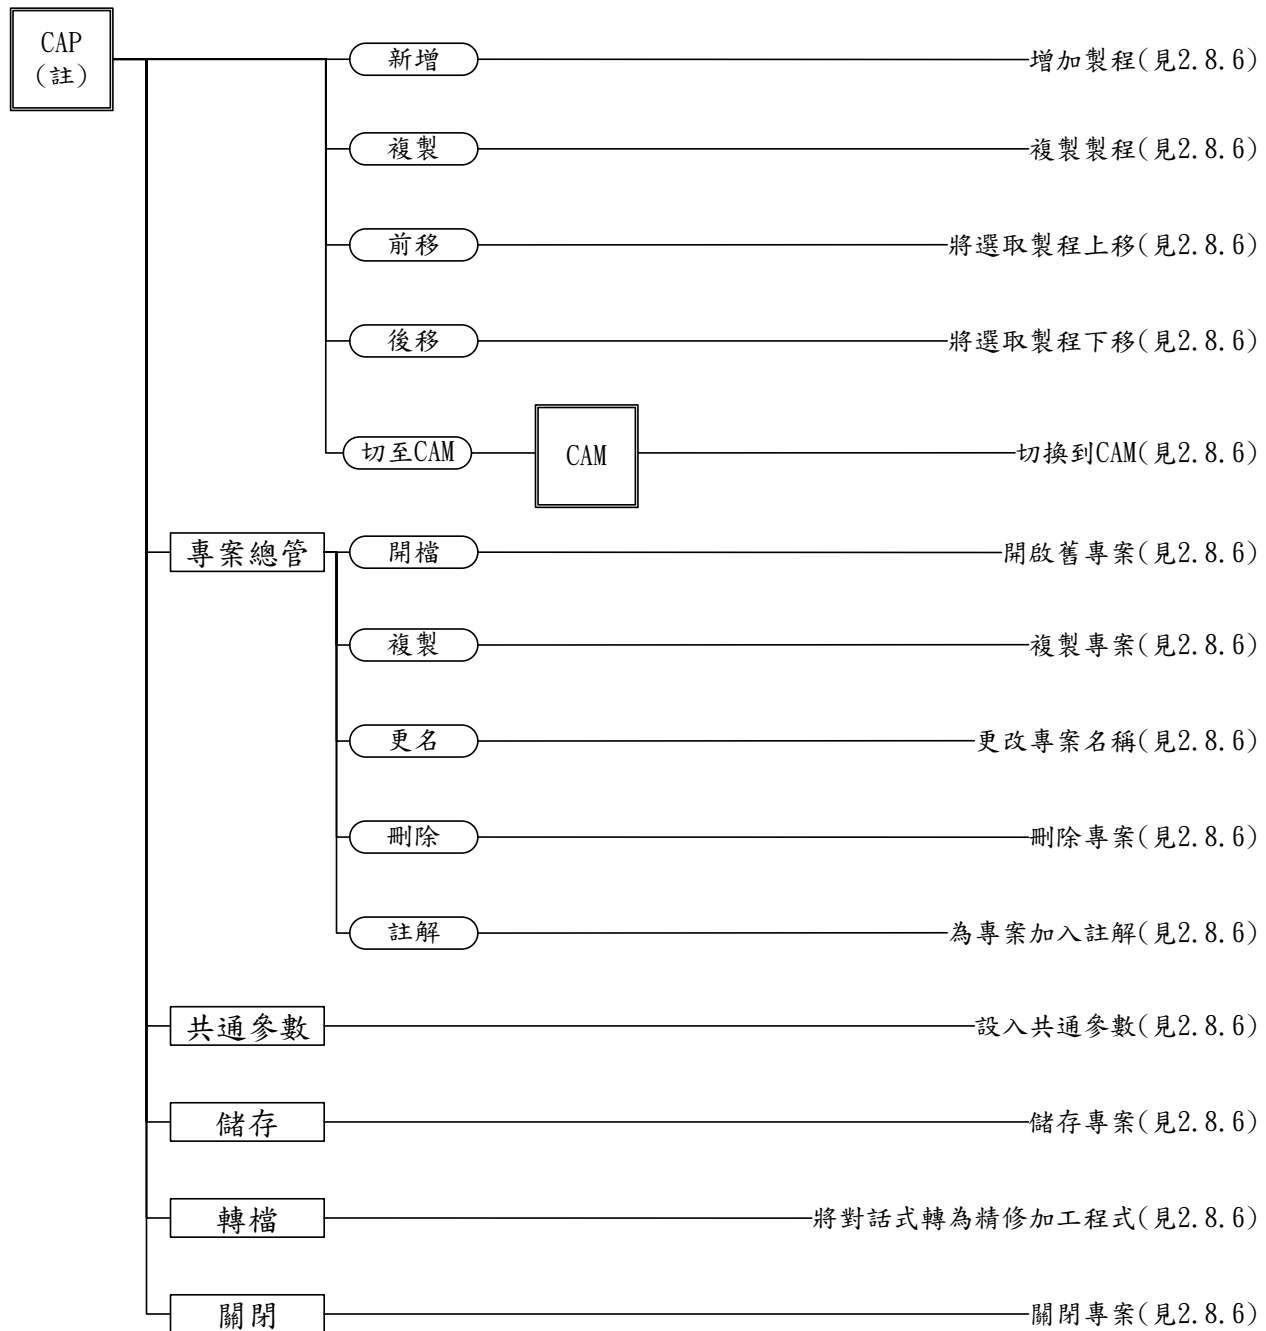 CAP
(註)
新增
增加製程(見2.8.6)
複製
複製製程(見2.8.6)
前移
將選取製程上移(見2.8.6)
後移
將選取製程下移(見2.8.6)
切至CAM
CAM
切換到CAM(見2.8.6)
專案總管
開檔
開啟舊專案(見2.8.6)
複製
複製專案(見2.8.6)
更名
更改專案名稱(見2.8.6)
刪除
刪除專案(見2.8.6)
註解
為專案加入註解(見2.8.6)
共通參數
設入共通參數(見2.8.6)
儲存
儲存專案(見2.8.6)
轉檔
將對話式轉為精修加工程式(見2.8.6)
關閉
關閉專案(見2.8.6)